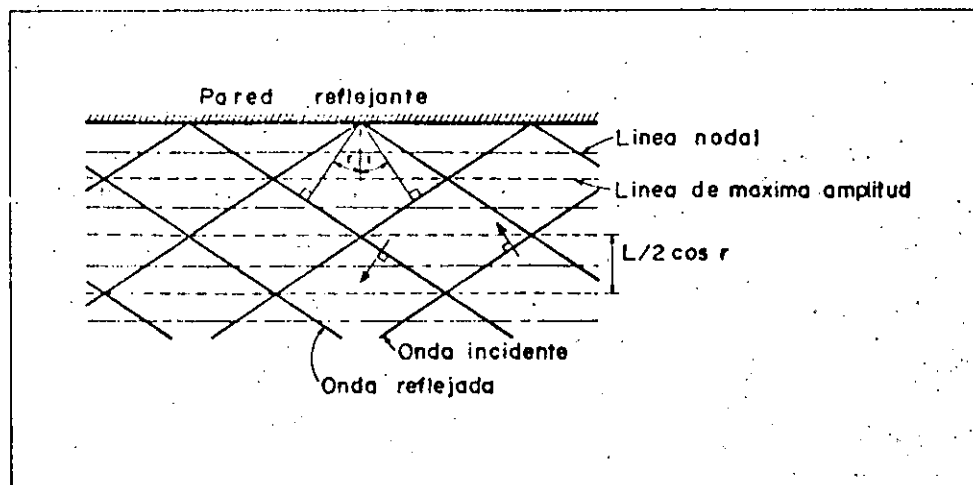 Pared reflejante
Linea nodal
r i
Linea de maxima amplitud
L/2 cos r
Onda incidente
Onda reflejada